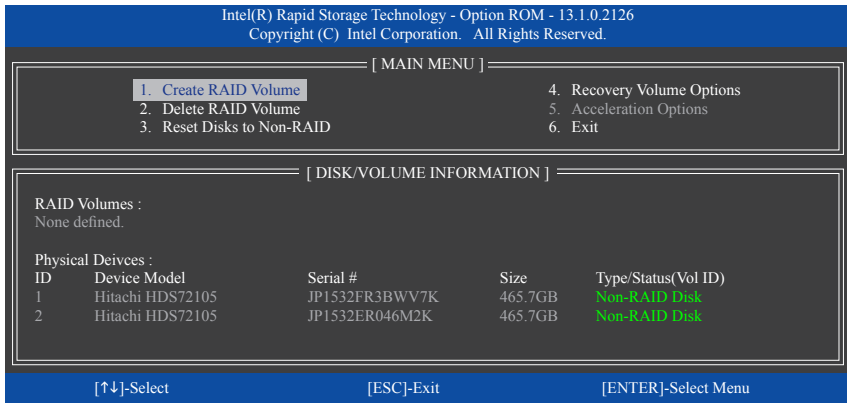 Intel(R) Rapid Storage Technology - Option ROM - 13.1.0.2126
Copyright (C) Intel Corporation. All Rights Reserved.
[ MAIN MENU ]
1. Create RAID Volume
2. Delete RAID Volume
3. Reset Disks to Non-RAID
4. Recovery Volume Options
5. Acceleration Options
6. Exit
[ DISK/VOLUME INFORMATION ]
RAID Volumes :
None defined.
Physical Deivces :
ID Device Model Serial # Size Type/Status(Vol ID)
1 Hitachi HDS72105 JP1532FR3BWV7K 465.7GB Non-RAID Disk
2 Hitachi HDS72105 JP1532ER046M2K 465.7GB Non-RAID Disk
[↑↓]-Select [ESC]-Exit [ENTER]-Select Menu